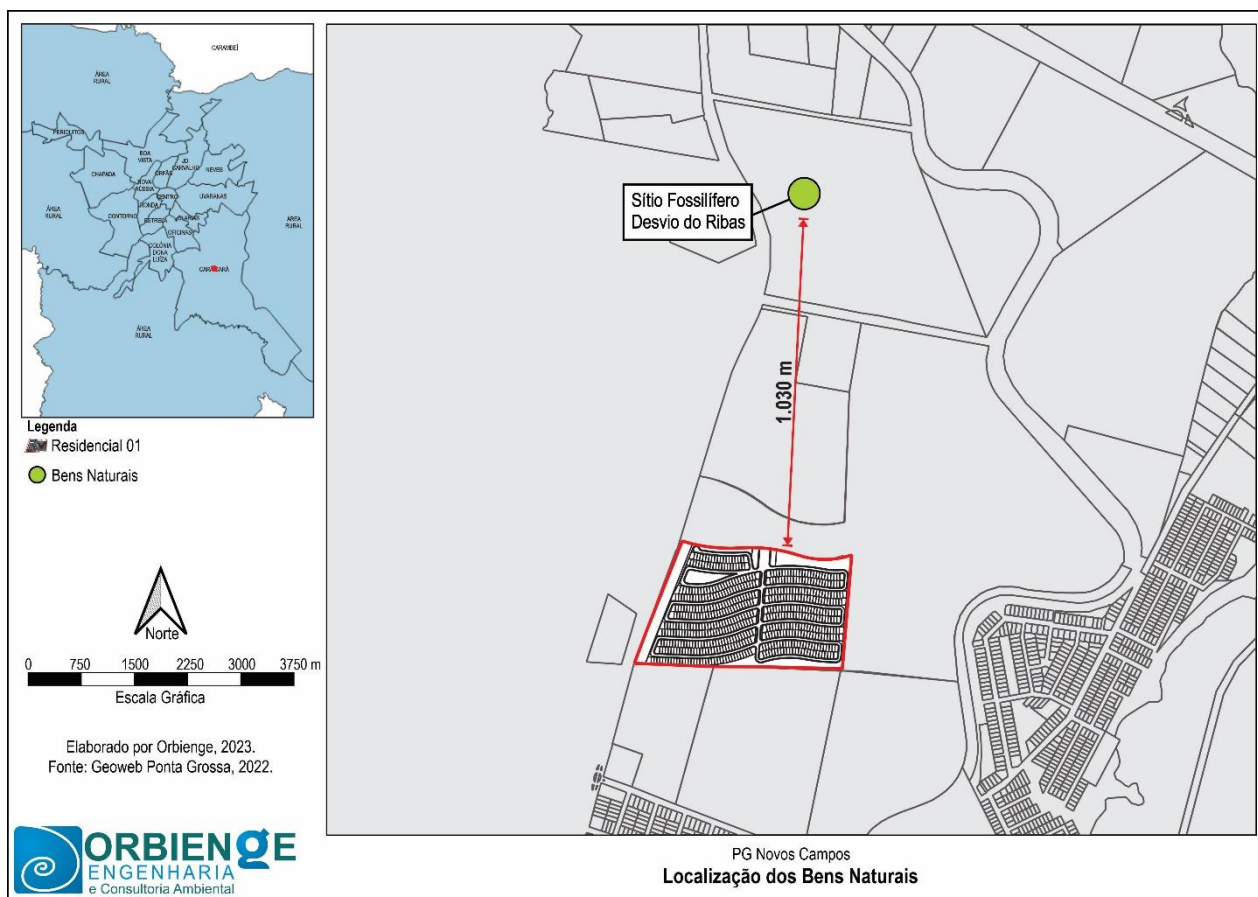 CARAMBEÍ
ÁREA
RURAL
PERIQUITOS
BOA
VISTA
JD.
CARVALHO
ÓRFÃS
NEVES
CHAPADA
NOVA
RÚSSIA
CENTRO
UVARANAS
RONDA
ÁREA
RURAL
CONTORNO
ESTRELA
OLARIAS
ÁREA
RURAL
OFICINAS
COLÔNIA
DONA
LUÍZA
CARÁ-CARÁ
ÁREA
RURAL
Legenda
Residencial 01
Bens Naturais
Norte
0 750 1500 2250 3000 3750 m
Escala Gráfica
Elaborado por Orbienge, 2023.
Fonte: Geoweb Ponta Grossa, 2022.
ORBIENGE
ENGENHARIA
e Consultoria Ambiental
Sítio Fossilífero
Desvio do Ribas
1.030 m
PG Novos Campos
Localização dos Bens Naturais